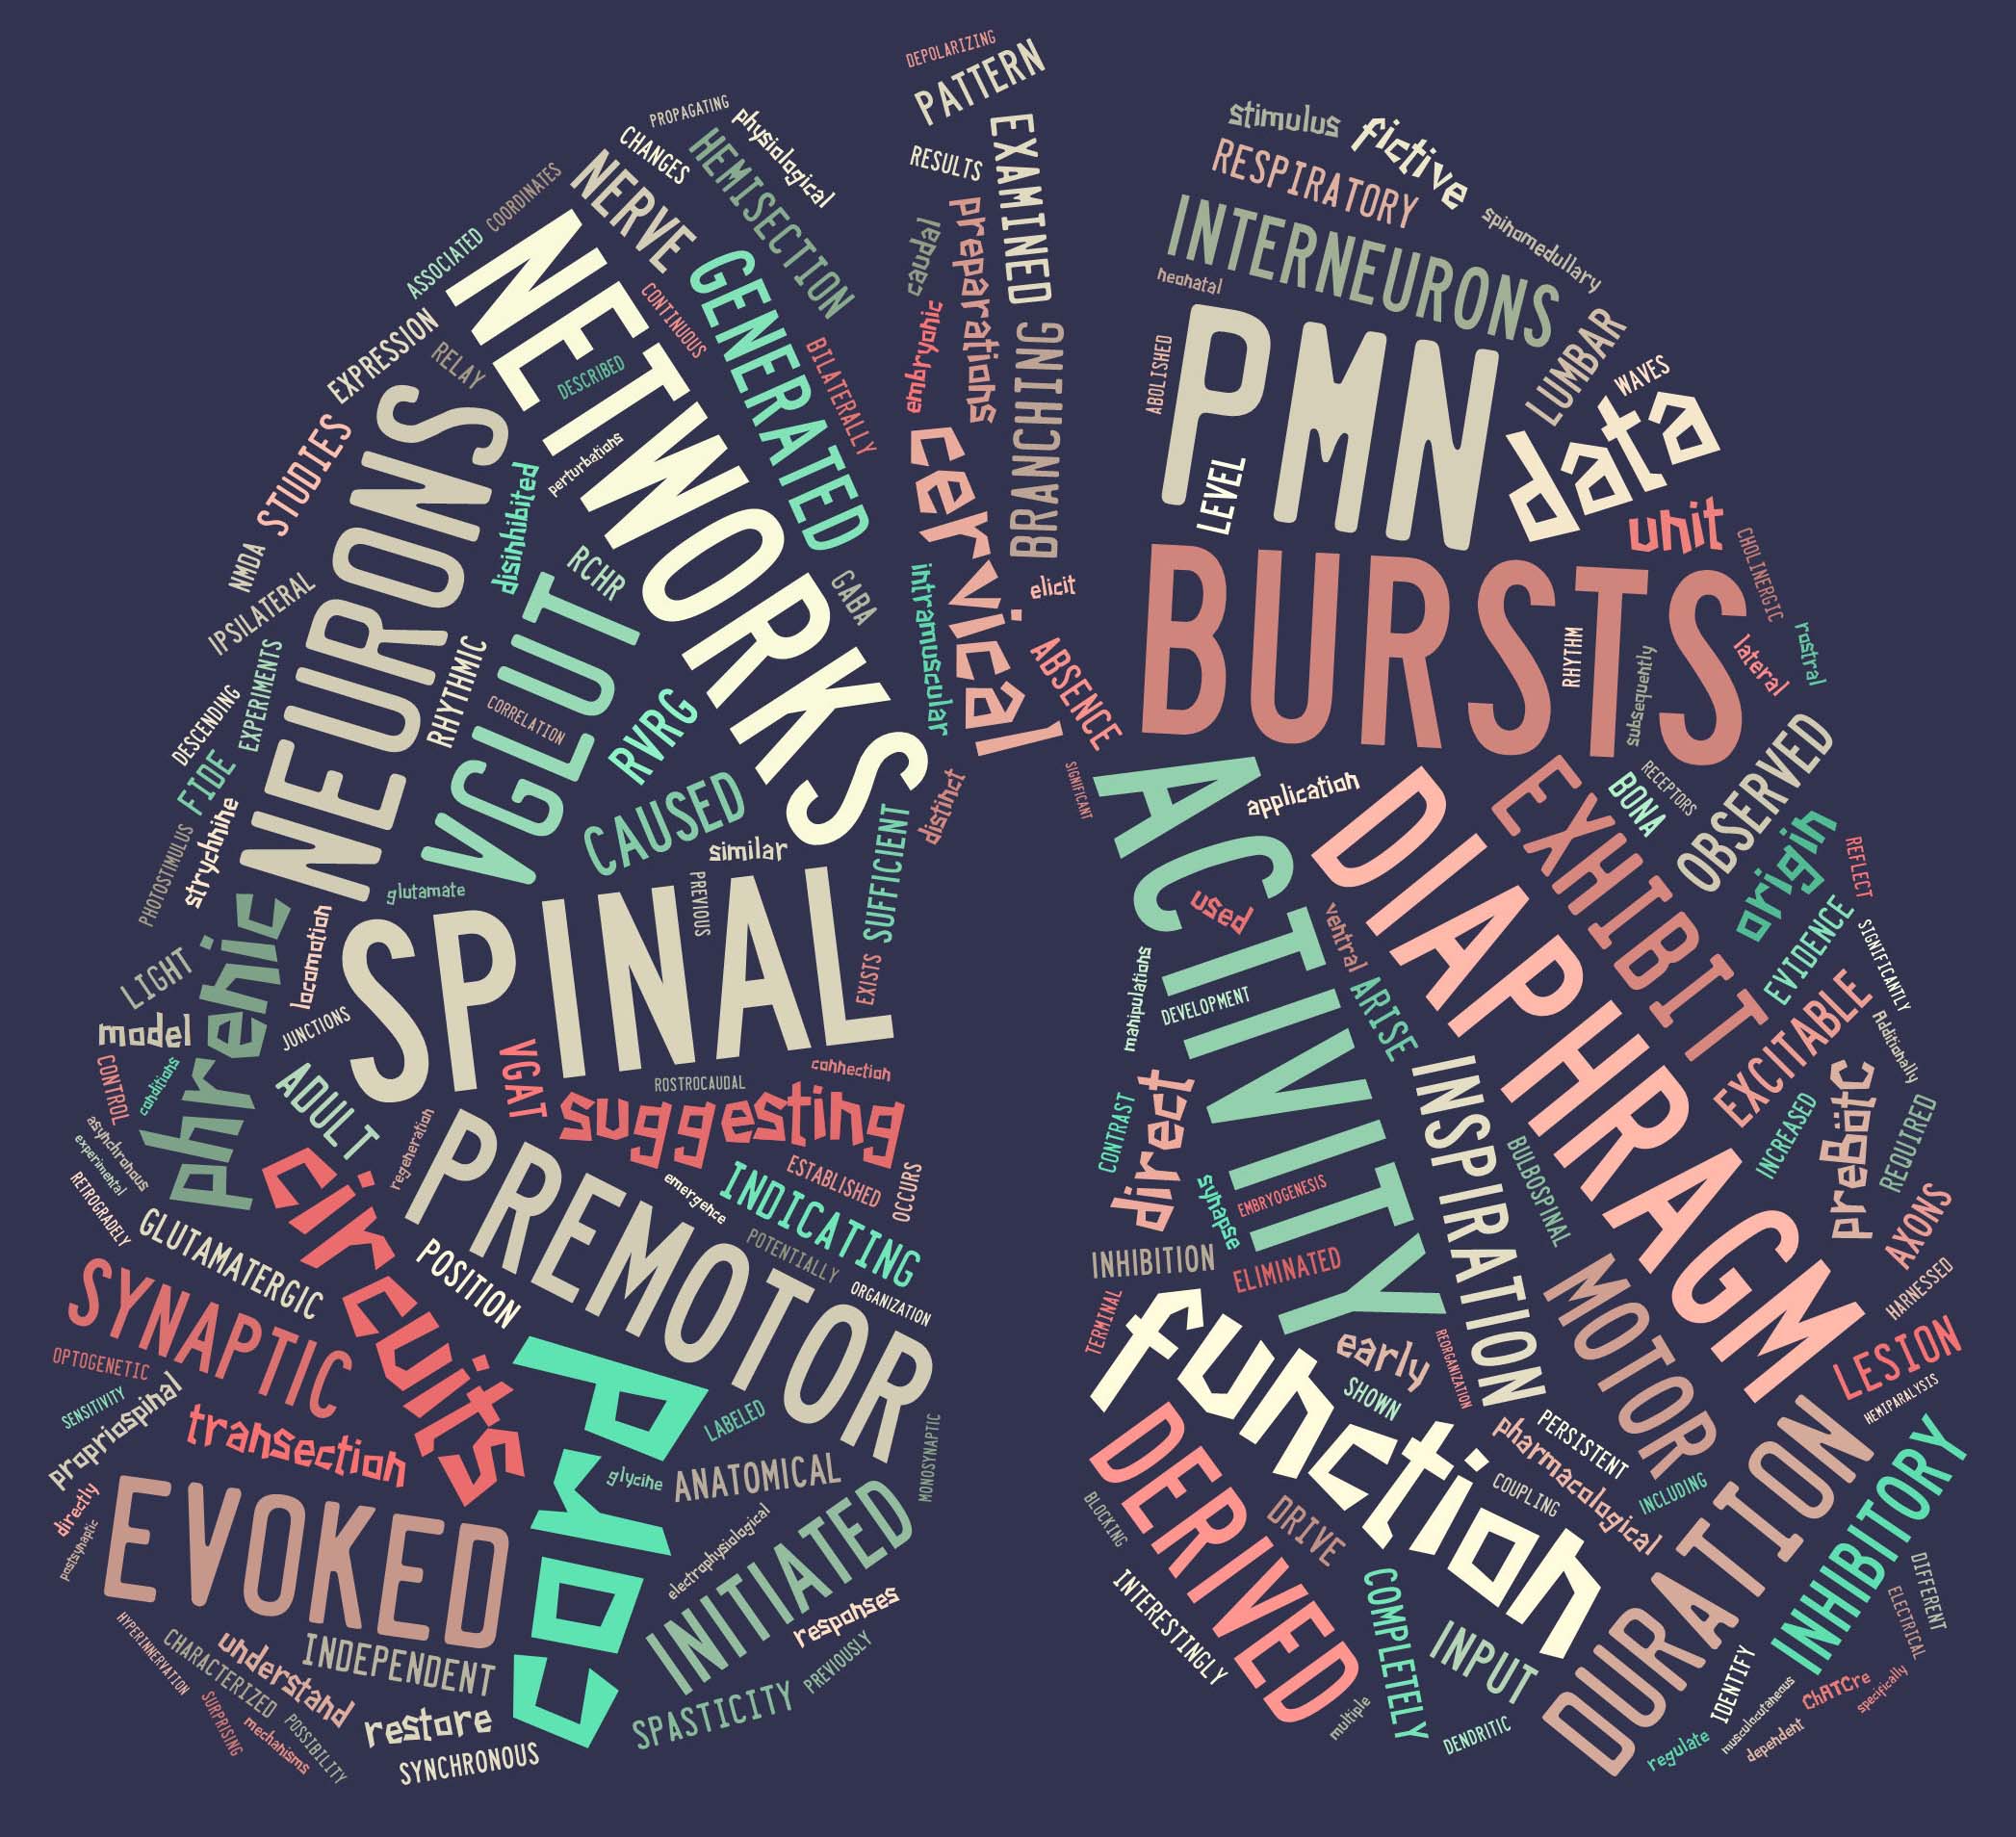 DEPOLARIZING
PATTERN
EXAMINED
RESULTS
PROPAGATING
physiological
CHANGES
HEMISECTION
NERVE
COORDINATES
ASSOCIATED
NETWORKS
GENERATED
CONTINUOUS
BILATERALLY
DESCRIBED
EXPRESSION
RELAY
perturbations
STUDIES
NEURONS
disinhibited
RCHR
GABA
NMDA
IPSILATERAL
VGLUT
RHYTHMIC
CORRELATION
RVRG
EXPERIMENTS
DESCENDING
FIDE
CAUSED
similar
strychnine
PHOTOSTIMULUS
glutamate
PREVIOUS
SUFFICIENT
distinct
EXISTS
caudal
preparations
embryonic
BRANCHING
cervical
intramuscular
elicit
ABSENCE
SIGNIFICANT
stimulus
fictive
RESPIRATORY
spinomedullary
INTERNEURONS
neonatal
LUMBAR
ABOLISHED
PMN
LEVEL
WAVES
data
unit
CHOLINERGIC
BURSTS
RHYTHM
subsequently
lateral
rostral
RECEPTORS
BONA
OBSERVED
application
ACTIVITY
DIAPHRAGM
EXHIBIT
origin
REFLECT
used
ventral
ARISE
EVIDENCE
SIGNIFICANTLY
EXCITABLE
Additionally
manipulations
DEVELOPMENT
INSPIRATION
INCREASED
preBötC
REQUIRED
CONTRAST
direct
synapse
EMBRYOGENESIS
BULBOSPINAL
AXONS
INHIBITION
ELIMINATED
MOTOR
HARNESSED
TERMINAL
function
early
REORGANIZATION
SHOWN
LESION
HEMIPARALYSIS
PERSISTENT
pharmacological
COUPLING
INCLUDING
DURATION
INHIBITORY
DERIVED
DRIVE
BLOCKING
INTERESTINGLY
COMPLETELY
INPUT
multiple
DENDRITIC
DIFFERENT
ELECTRICAL
IDENTIFY
musculocutaneous
ChATCre
specifically
dependent
regulate
LIGHT
phrenic
locomotion
SPINAL
model
JUNCTIONS
CONTROL
conditions
ADULT
VGAT
ROSTROCAUDAL
connection
suggesting
regeneration
asynchronous
experimental
RETROGRADELY
circuits
PREMOTOR
emergence
INDICATING
ESTABLISHED
OCCURS
POTENTIALLY
ORGANIZATION
GLUTAMATERGIC
POSITION
SYNAPTIC
OPTOGENETIC
SENSITIVITY
propriospinal
transection
directly
postsynaptic
EVOKED
cDyd
LABELED
glycine
ANATOMICAL
MONOSYNAPTIC
electrophysiological
INITIATED
responses
PREVIOUSLY
SPASTICITY
HYPERINNERVATION
CHARACTERIZED
understand
INDEPENDENT
SURPRISING
mechanisms
POSSIBILITY
restore
SYNCHRONOUS